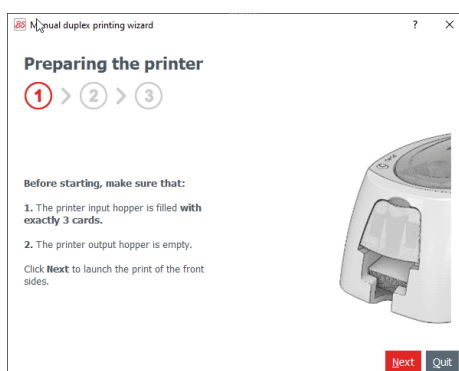 BS Manual duplex printing wizard ? ×
Preparing the printer
1 > 2 > 3
Before starting, make sure that:
1. The printer input hopper is filled with
exactly 3 cards.
2. The printer output hopper is empty.
Click Next to launch the print of the front
sides.
Next Quit